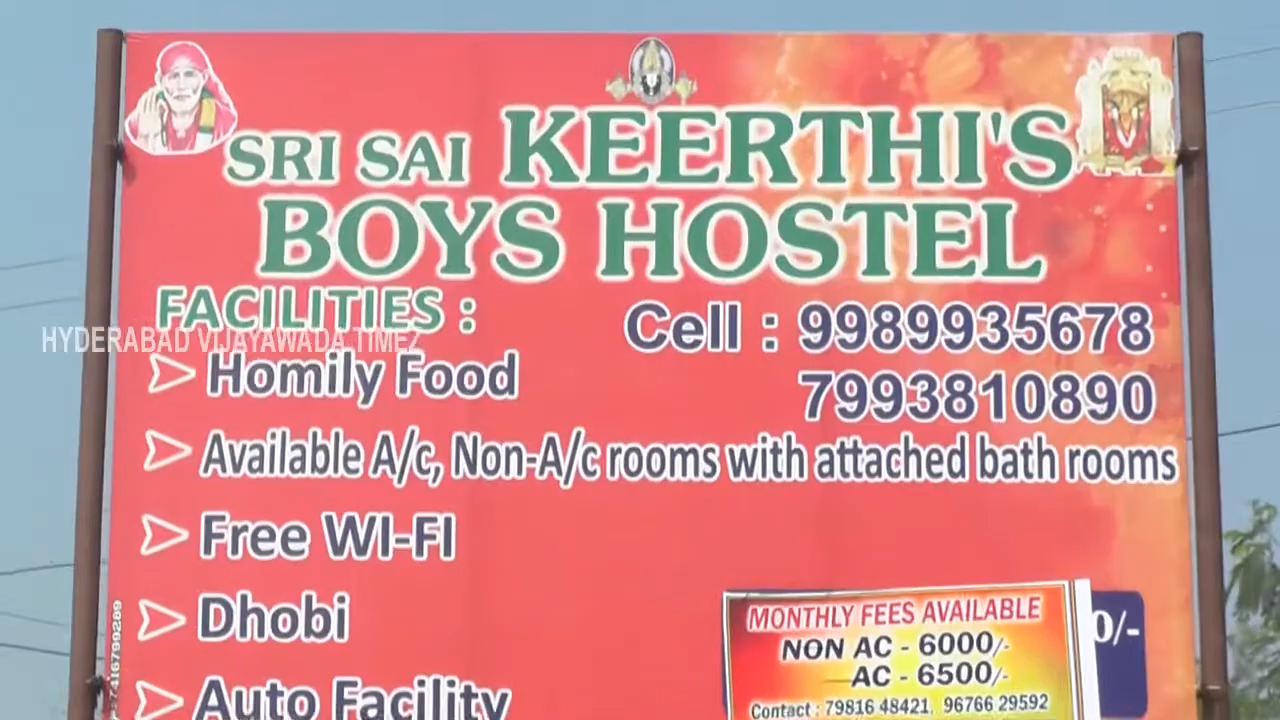 SRI SAI KEERTHI'S
BOYS HOSTEL
FACILITIES :
Cell : 9989935678
7993810890
HYDERABAD VIJAYAWADA TIMEZ
Homily Food
Available A/c, Non-A/c rooms with attached bath rooms
Free WI-FI
Dhobi
Auto Facility
MONTHLY FEES AVAILABLE
NON AC - 6000/-
AC - 6500/-
Contact : 79816 48421, 96766 29592
0/-